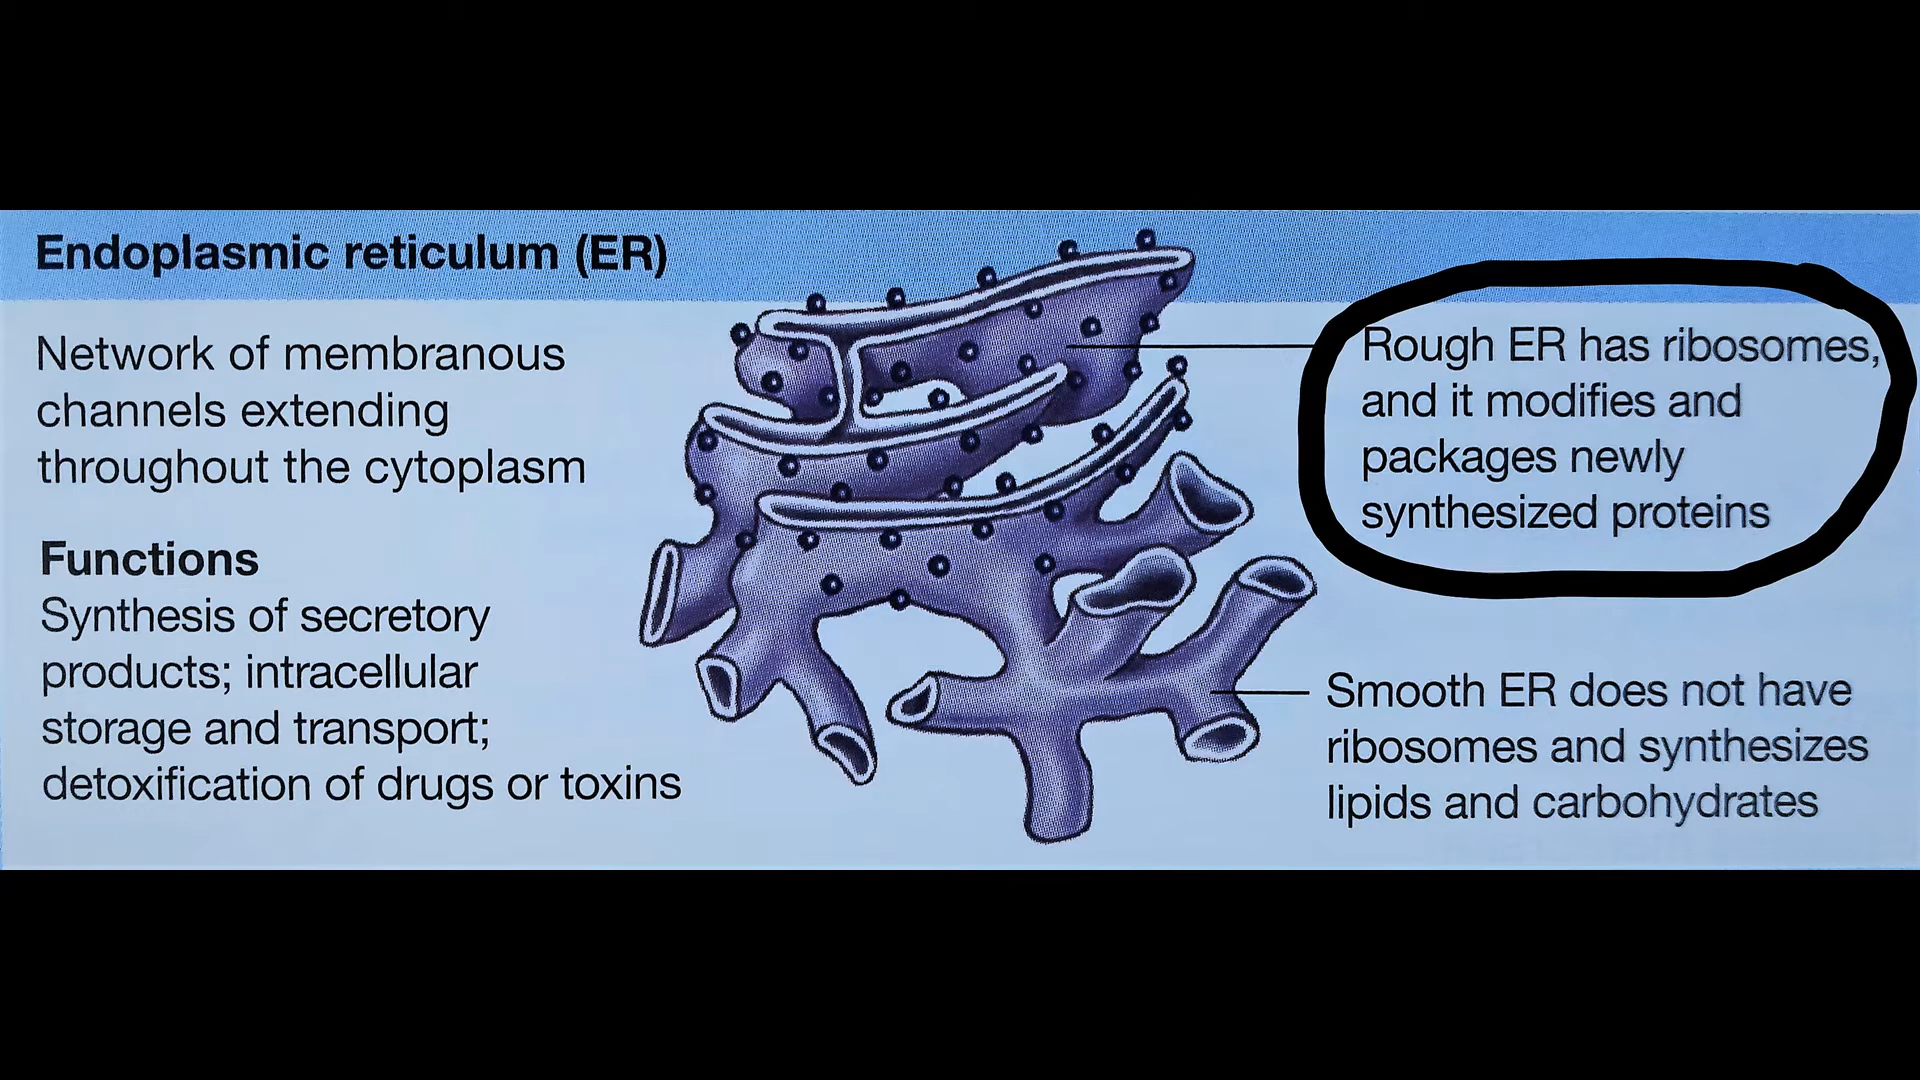 Endoplasmic reticulum (ER)
Network of membranous
channels extending
throughout the cytoplasm
Functions
Synthesis of secretory
products; intracellular
storage and transport;
detoxification of drugs or toxins
Rough ER has ribosomes,
and it modifies and
packages newly
synthesized proteins
Smooth ER does not have
ribosomes and synthesizes
lipids and carbohydrates